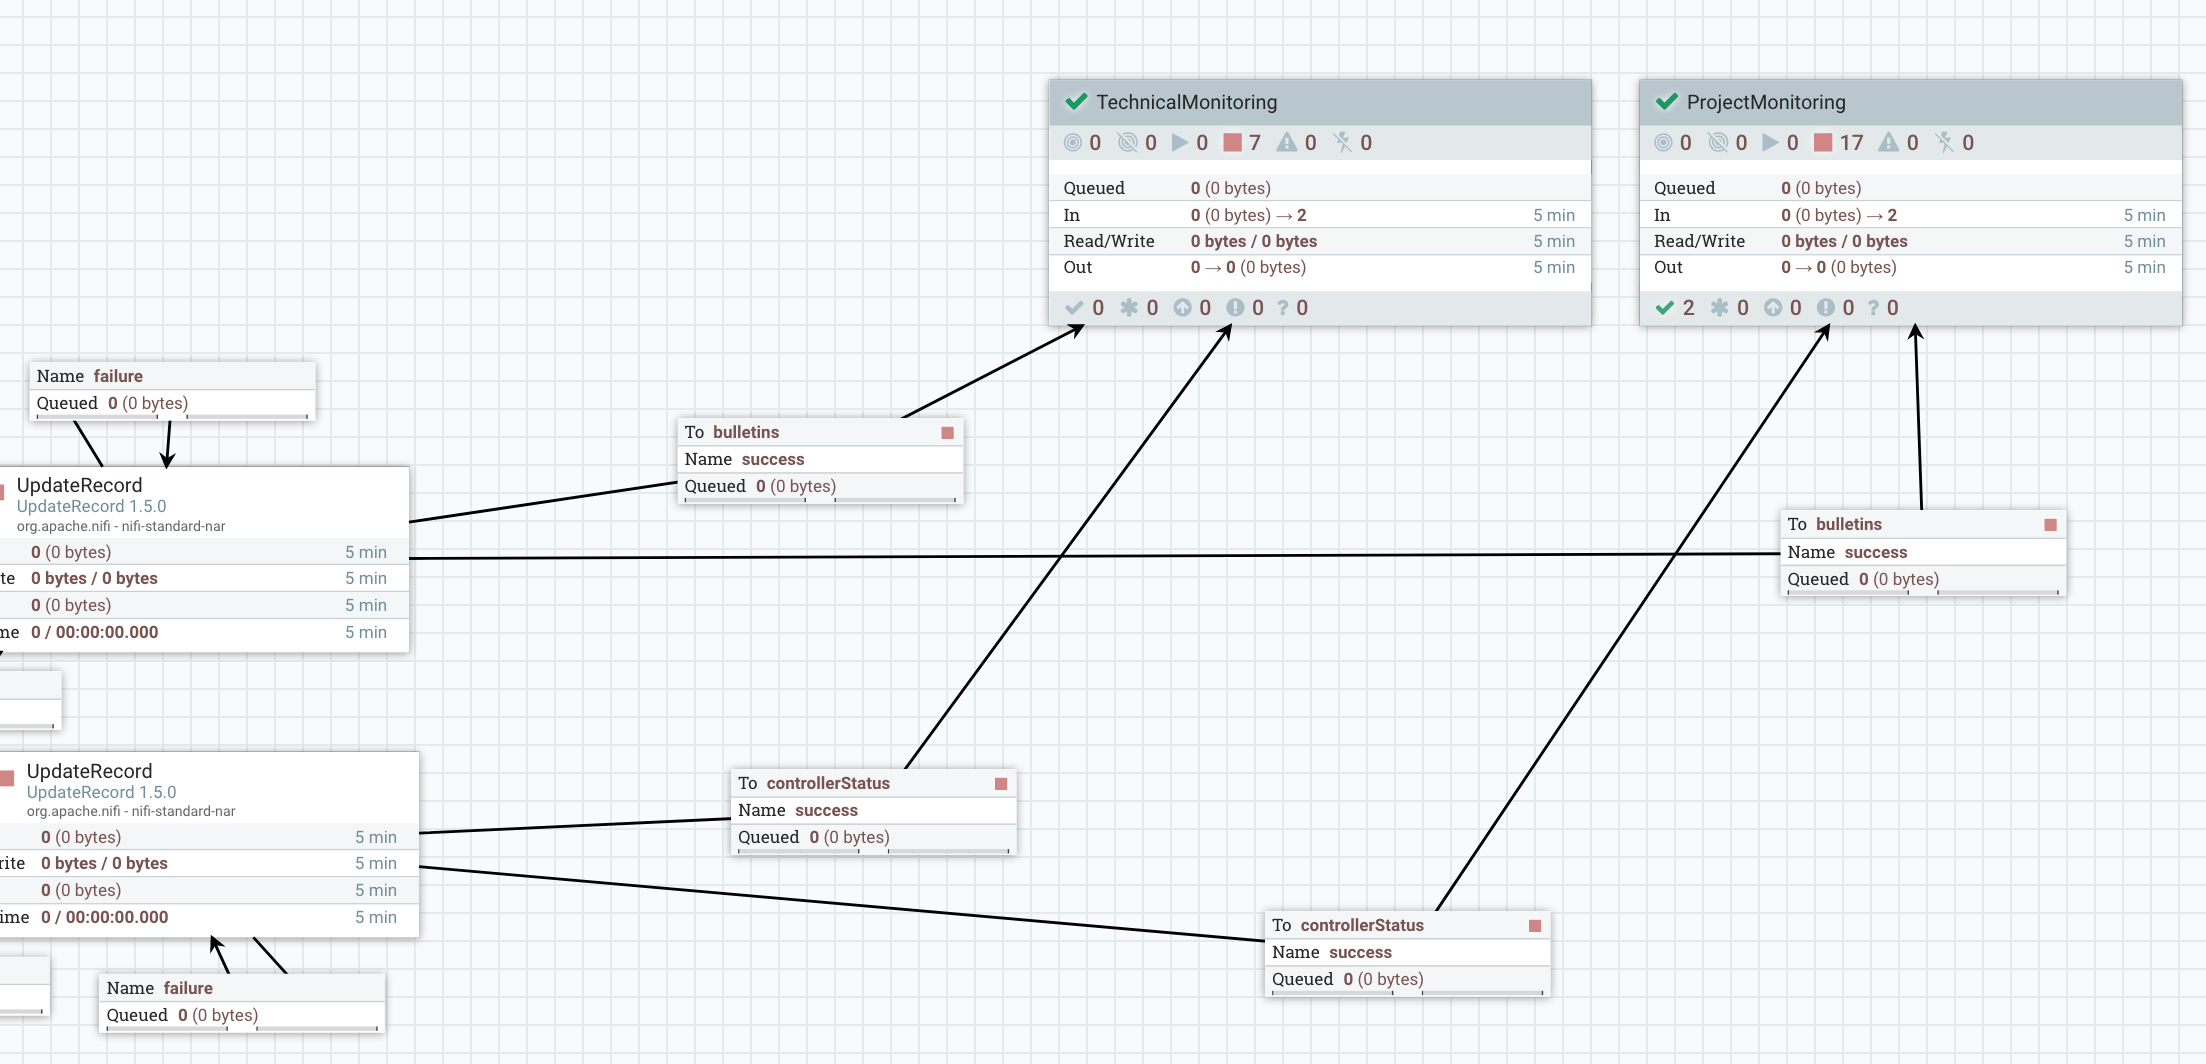 TechnicalMonitoring
0 0 0 7 0 0
Queued 0 (0 bytes)
In 0 (0 bytes) → 2 5 min
Read/Write 0 bytes / 0 bytes 5 min
Out 0 → 0 (0 bytes) 5 min
0 0 0 0 ? 0
ProjectMonitoring
0 0 0 17 0 0
Queued 0 (0 bytes)
In 0 (0 bytes) → 2 5 min
Read/Write 0 bytes / 0 bytes 5 min
Out 0 → 0 (0 bytes) 5 min
2 0 0 0 ? 0
Name failure
Queued 0 (0 bytes)
To bulletins
Name success
Queued 0 (0 bytes)
UpdateRecord
UpdateRecord 1.5.0
org.apache.nifi - nifi-standard-nar
0 (0 bytes) 5 min
te 0 bytes / 0 bytes 5 min
0 (0 bytes) 5 min
me 0 / 00:00:00.000 5 min
To bulletins
Name success
Queued 0 (0 bytes)
UpdateRecord
UpdateRecord 1.5.0
org.apache.nifi - nifi-standard-nar
0 (0 bytes) 5 min
rite 0 bytes / 0 bytes 5 min
0 (0 bytes) 5 min
ime 0 / 00:00:00.000 5 min
To controllerStatus
Name success
Queued 0 (0 bytes)
To controllerStatus
Name success
Queued 0 (0 bytes)
Name failure
Queued 0 (0 bytes)